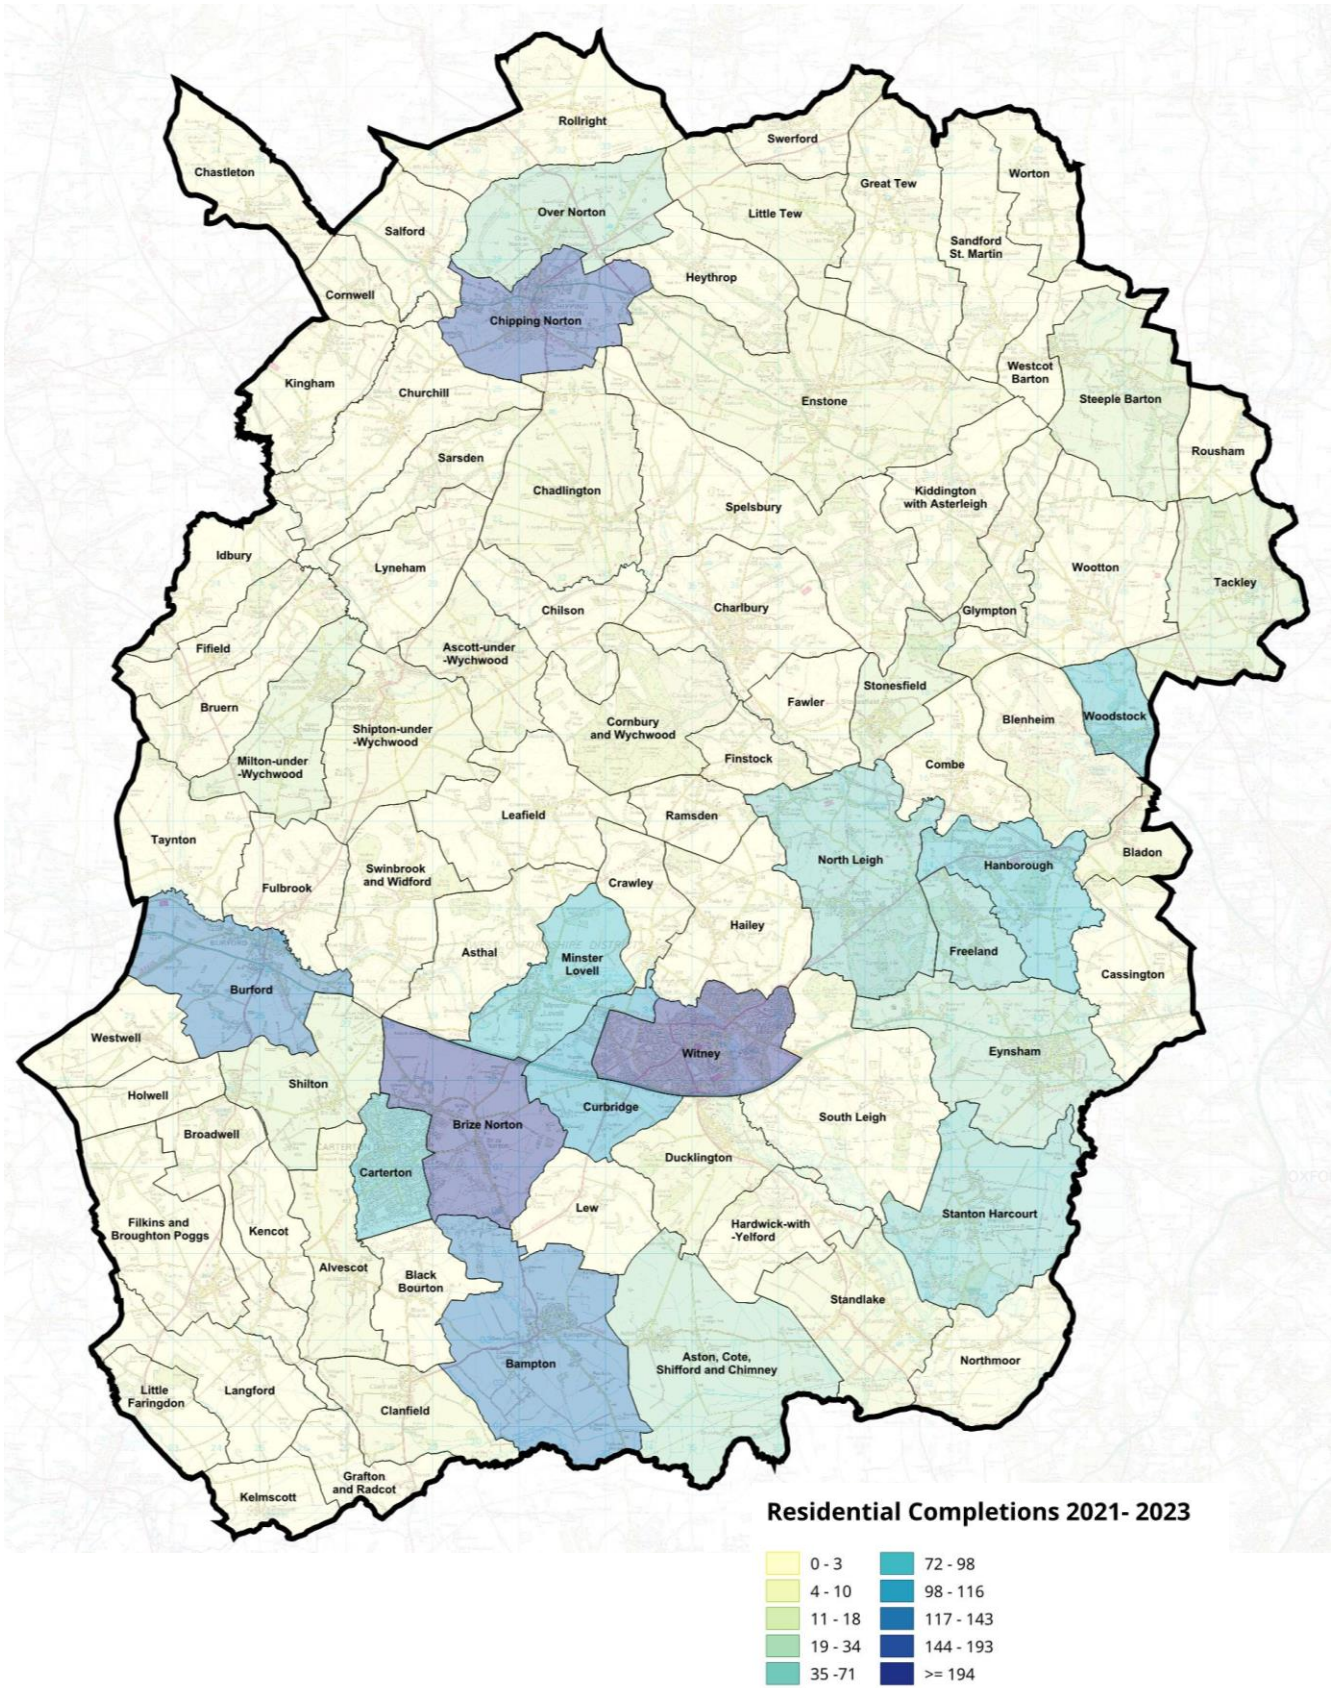 Rollright
Swerford
Chastleton
Great Tew
Worton
Over Norton
Little Tew
Salford
Sandford
St. Martin
Heythrop
Cornwell
Chipping Norton
Westcot
Barton
Kingham
Churchill
Enstone
Steeple Barton
Sarsden
Rousham
Chadlington
Kiddington
with Asterleigh
Spelsbury
Idbury
Lyneham
Wootton
Tackley
Chilson
Charlbury
Glympton
Fifield
Ascott-under
-Wychwood
Stonesfield
Bruern
Fawler
Woodstock
Blenheim
Shipton-under
-Wychwood
Cornbury
and Wychwood
Milton-under
-Wychwood
Finstock
Combe
Leafield
Ramsden
Taynton
Bladon
North Leigh
Hanborough
Swinbrook
and Widford
Fulbrook
Crawley
Hailey
Asthal
Freeland
Minster
Lovell
Cassington
Burford
Westwell
Witney
Eynsham
Shilton
Holwell
Curbridge
South Leigh
Brize Norton
Broadwell
Ducklington
Carterton
Lew
Stanton Harcourt
Filkins and
Broughton Poggs
Kencot
Hardwick-with
-Yelford
Alvescot
Black
Bourton
Standlake
Bampton
Aston, Cote,
Shifford and Chimney
Northmoor
Little
Faringdon
Langford
Clanfield
Grafton
and Radcot
Kelmscott
Residential Completions 2021- 2023
0 - 3
4 - 10
11 - 18
19 - 34
35 -71
72 - 98
98 - 116
117 - 143
144 - 193
>= 194